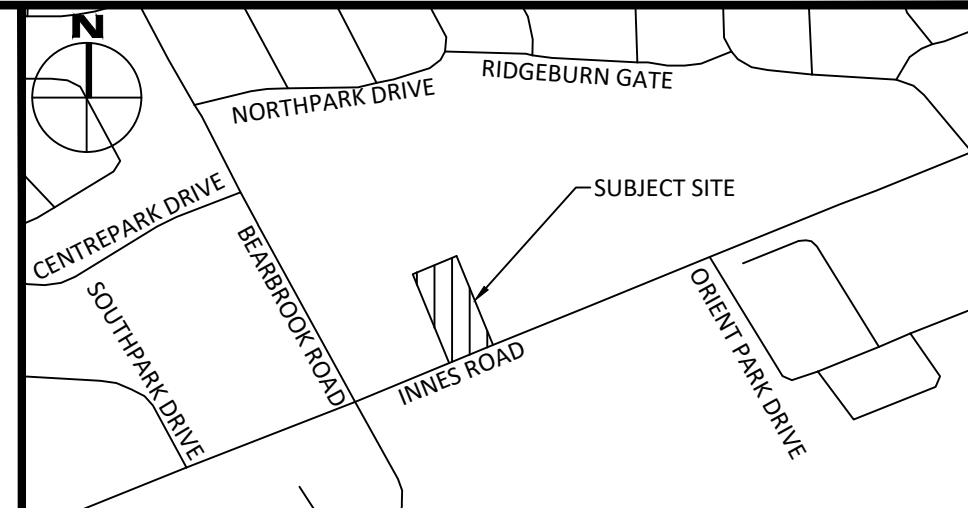 N
RIDGEBURN GATE
NORTHPARK DRIVE
SUBJECT SITE
CENTREPARK DRIVE
BEARBROOK ROAD
SOUTHPARK DRIVE
ORIENT PARK DRIVE
INNES ROAD